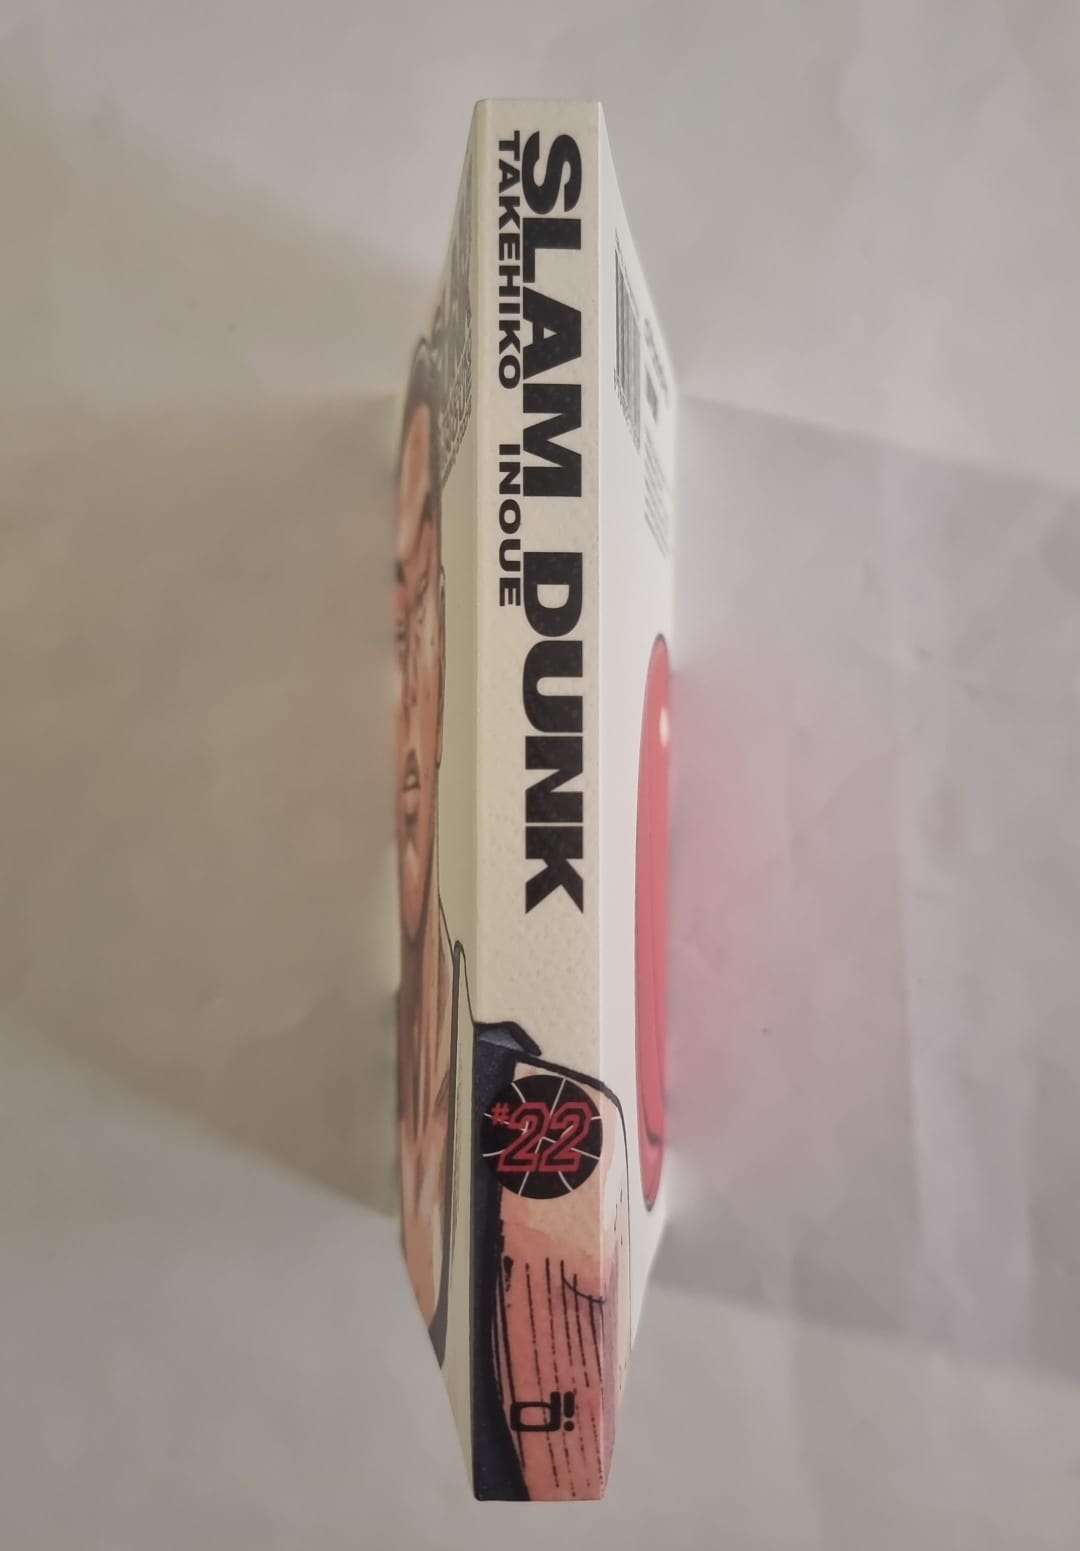 SLAM DUNK
TAKEHIKO INOUE
#22